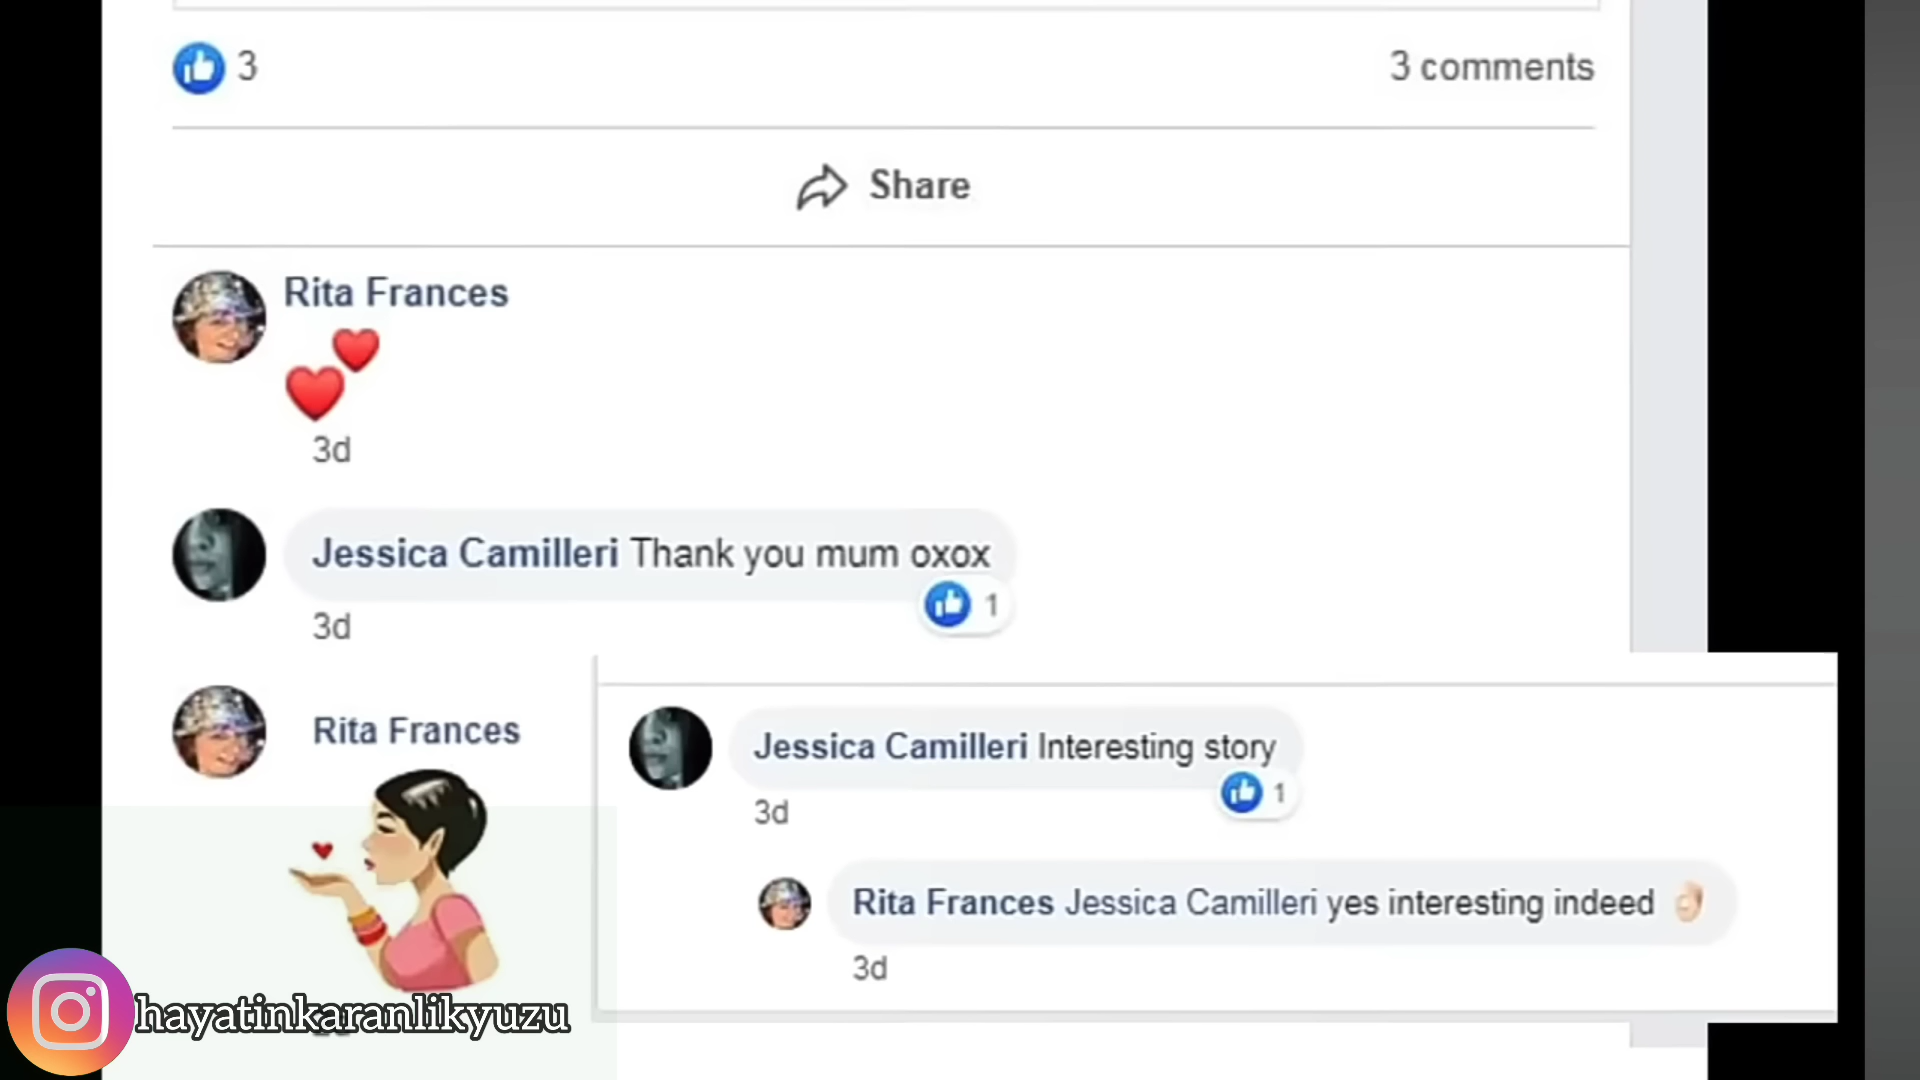 3
3 comments
Share
Rita Frances
3d
Jessica Camilleri Thank you mum oxox
1
3d
Rita Frances
Jessica Camilleri Interesting story
1
3d
Rita Frances Jessica Camilleri yes interesting indeed 👌🏻
3d
hayatinkaranlikyuzu